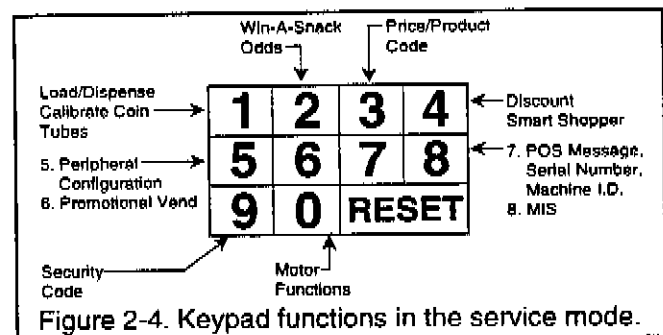 Win-A-Snack
Odds
Price/Product
Code
Load/Dispense
Calibrate Coin
Tubes
1 2 3 4
Discount
Smart Shopper
5. Peripheral
Configuration
6. Promotional Vend
5 6 7 8
7. POS Message,
Serial Number,
Machine I.D.
8. MIS
9 0 RESET
Security
Code
Motor
Functions
Figure 2-4. Keypad functions in the service mode.